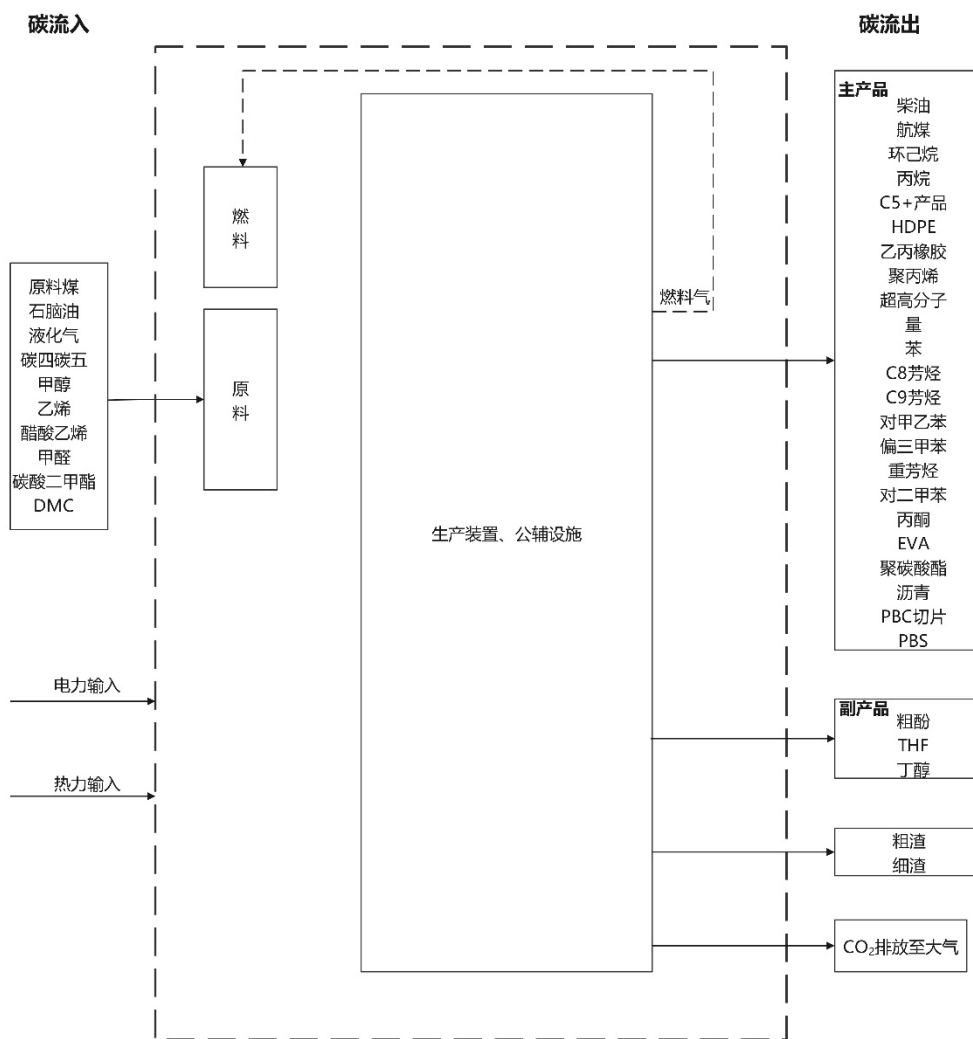 碳流入
碳流出
燃料
原料
原料煤
石脑油
液化气
碳四碳五
甲醇
乙烯
醋酸乙烯
甲醛
碳酸二甲酯
DMC
电力输入
热力输入
生产装置、公辅设施
燃料气
主产品
柴油
航煤
环己烷
丙烷
C5+产品
HDPE
乙丙橡胶
聚丙烯
超高分子
量
苯
C8芳烃
C9芳烃
对甲乙苯
偏三甲苯
重芳烃
对二甲苯
丙酮
EVA
聚碳酸酯
沥青
PBC切片
PBS
副产品
粗酚
THF
丁醇
粗渣
细渣
CO₂排放至大气